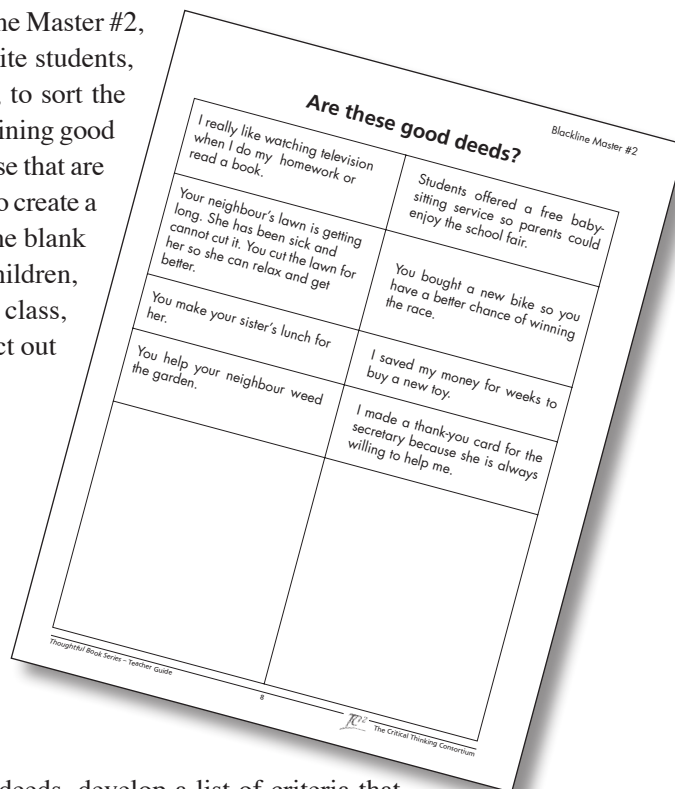 ne Master #2,
ite students,
to sort the
ining good
se that are
o create a
ne blank
hildren,
class,
ct out
Blackline Master #2
Are these good deeds?
I really like watching television
when I do my homework or
read a book.
Students offered a free baby-
sitting service so parents could
enjoy the school fair.
Your neighbour's lawn is getting
long. She has been sick and
cannot cut it. You cut the lawn for
her so she can relax and get
better.
You bought a new bike so you
have a better chance of winning
the race.
You make your sister's lunch for
her.
I saved my money for weeks to
buy a new toy.
You help your neighbour weed
the garden.
I made a thank-you card for the
secretary because she is always
willing to help me.
Thoughtful Book Series – Teacher Guide
8
The Critical Thinking Consortium
deeds, develop a list of criteria that